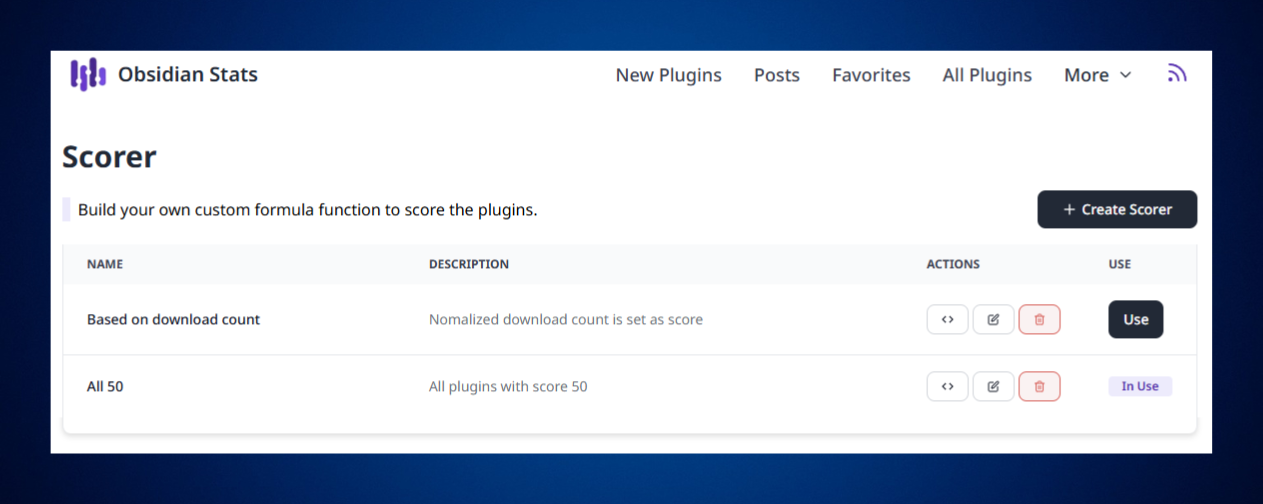 Obsidian Stats New Plugins Posts Favorites All Plugins More
Scorer
Build your own custom formula function to score the plugins. + Create Scorer
NAME DESCRIPTION ACTIONS USE
Based on download count Nomalized download count is set as score Use
All 50 All plugins with score 50 In Use